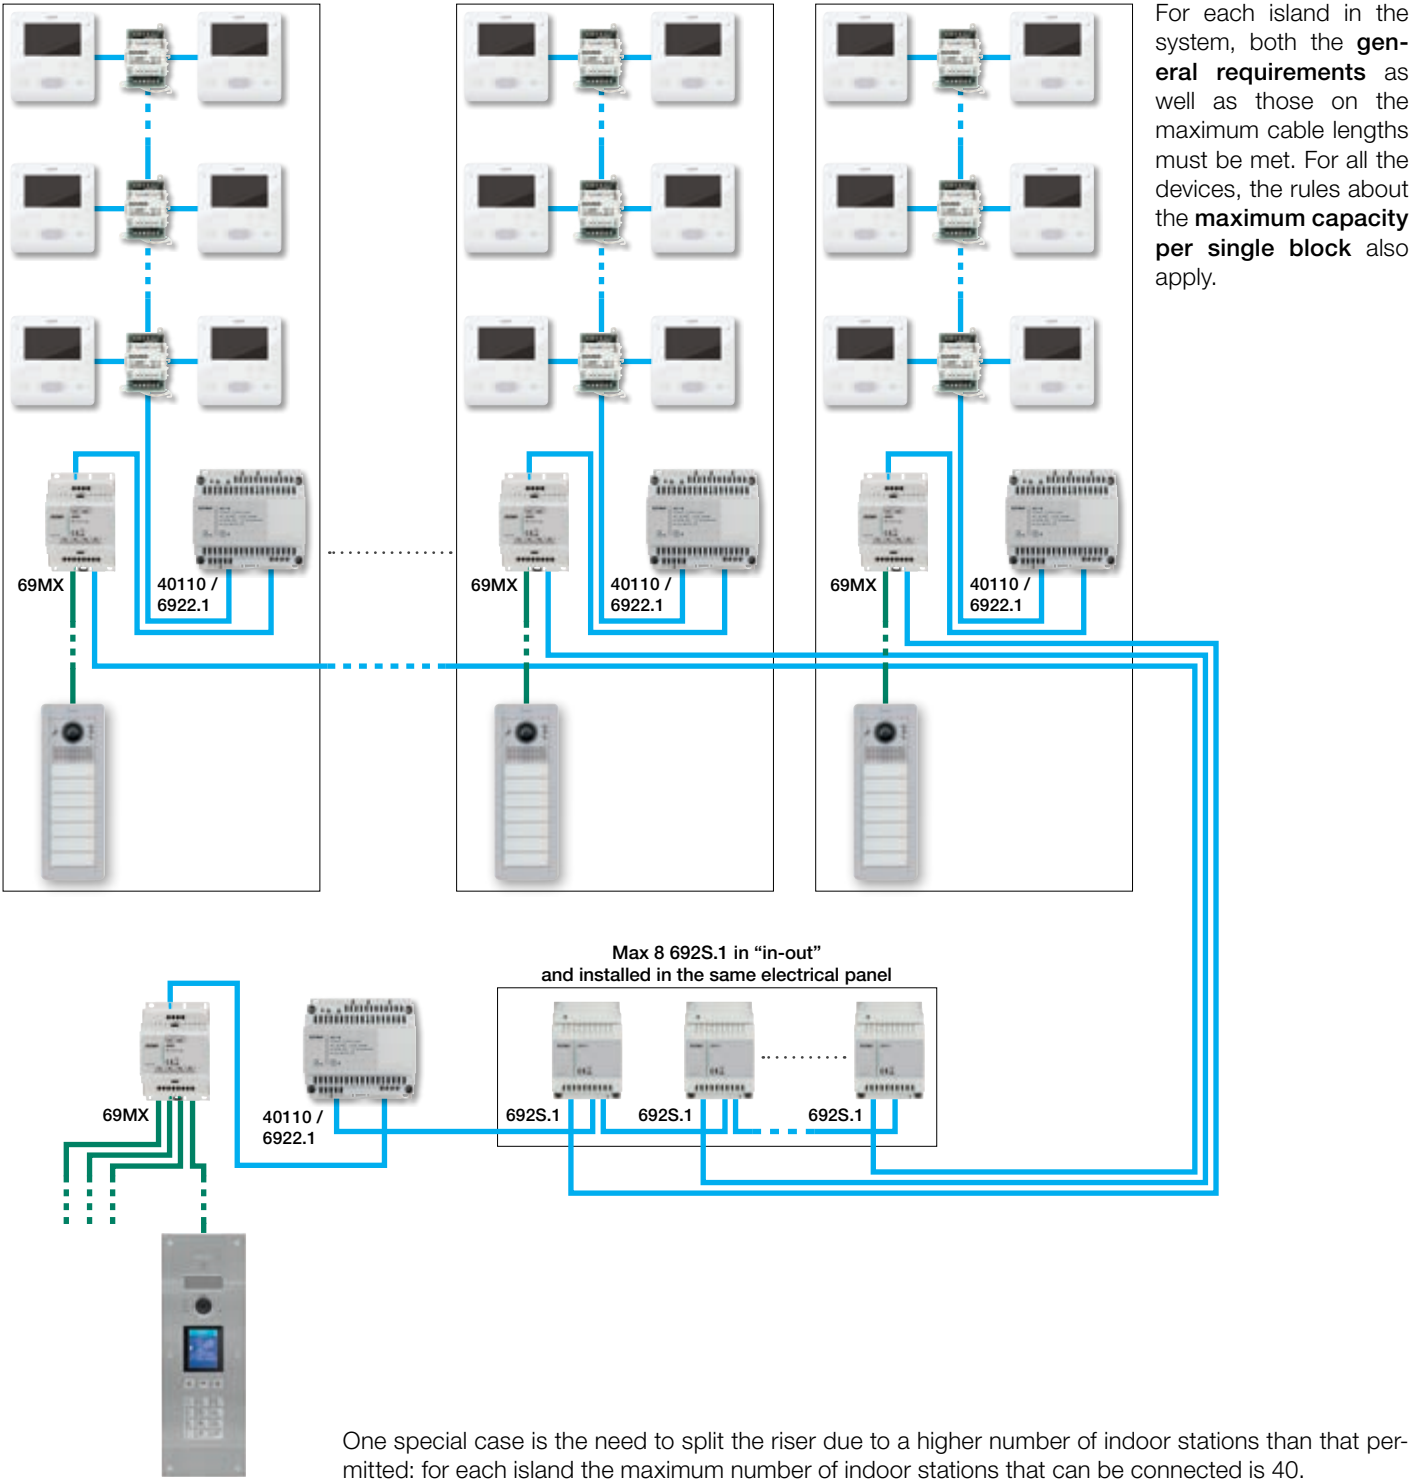 For each island in the
system, both the gen-
eral requirements as
well as those on the
maximum cable lengths
must be met. For all the
devices, the rules about
the maximum capacity
per single block also
apply.
69MX
40110 /
6922.1
69MX
40110 /
6922.1
69MX
40110 /
6922.1
Max 8 692S.1 in “in-out”
and installed in the same electrical panel
69MX
40110 /
6922.1
692S.1
692S.1
692S.1
One special case is the need to split the riser due to a higher number of indoor stations than that per-
mitted: for each island the maximum number of indoor stations that can be connected is 40.